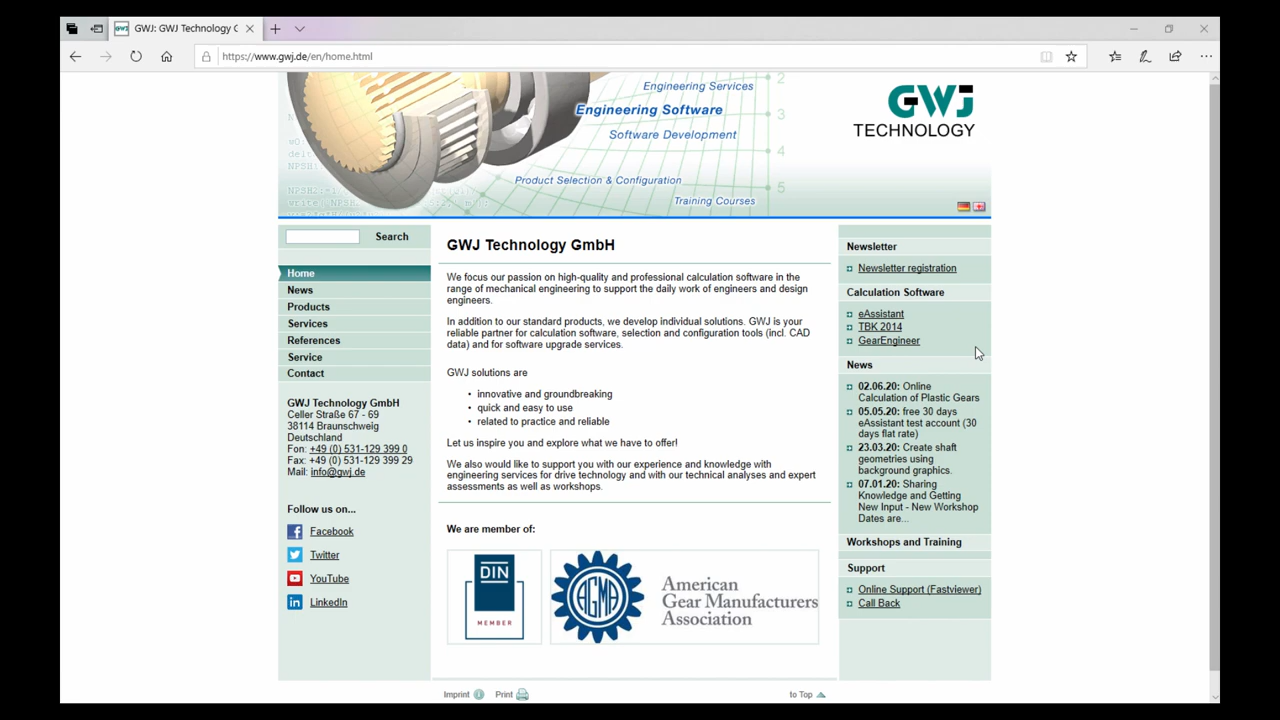 GWJ: GWJ Technology G
https://www.gwj.de/en/home.html
Engineering Services
Engineering Software
Software Development
Product Selection & Configuration
Training Courses
2
3
4
5
GWJ
TECHNOLOGY
Search
Home
News
Products
Services
References
Service
Contact
GWJ Technology GmbH
Celler Straße 67 - 69
38114 Braunschweig
Deutschland
Fon: +49 (0) 531-129 399 0
Fax: +49 (0) 531-129 399 29
Mail: info@gwj.de
Follow us on...
Facebook
Twitter
YouTube
LinkedIn
GWJ Technology GmbH
We focus our passion on high-quality and professional calculation software in the
range of mechanical engineering to support the daily work of engineers and design
engineers.
In addition to our standard products, we develop individual solutions. GWJ is your
reliable partner for calculation software, selection and configuration tools (incl. CAD
data) and for software upgrade services.
GWJ solutions are
• innovative and groundbreaking
• quick and easy to use
• related to practice and reliable
Let us inspire you and explore what we have to offer!
We also would like to support you with our experience and knowledge with
engineering services for drive technology and with our technical analyses and expert
assessments as well as workshops.
We are member of:
DIN
MEMBER
AGMA
American
Gear Manufacturers
Association
Newsletter
Newsletter registration
Calculation Software
eAssistant
TBK 2014
GearEngineer
News
02.06.20: Online
Calculation of Plastic Gears
05.05.20: free 30 days
eAssistant test account (30
days flat rate)
23.03.20: Create shaft
geometries using
background graphics.
07.01.20: Sharing
Knowledge and Getting
New Input - New Workshop
Dates are...
Workshops and Training
Support
Online Support (Fastviewer)
Call Back
Imprint
Print
to Top